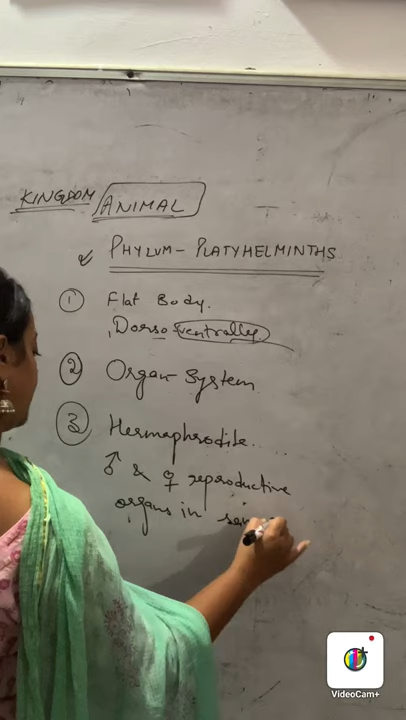 KINGDOM ANIMAL
PHYLUM-PLATYHELMINTHS
① Flat Body.
Dorso ventrally.
② Organ-System
③ Hermaphrodite....
♂ & ♀ reproductive
organs in
VideoCam+